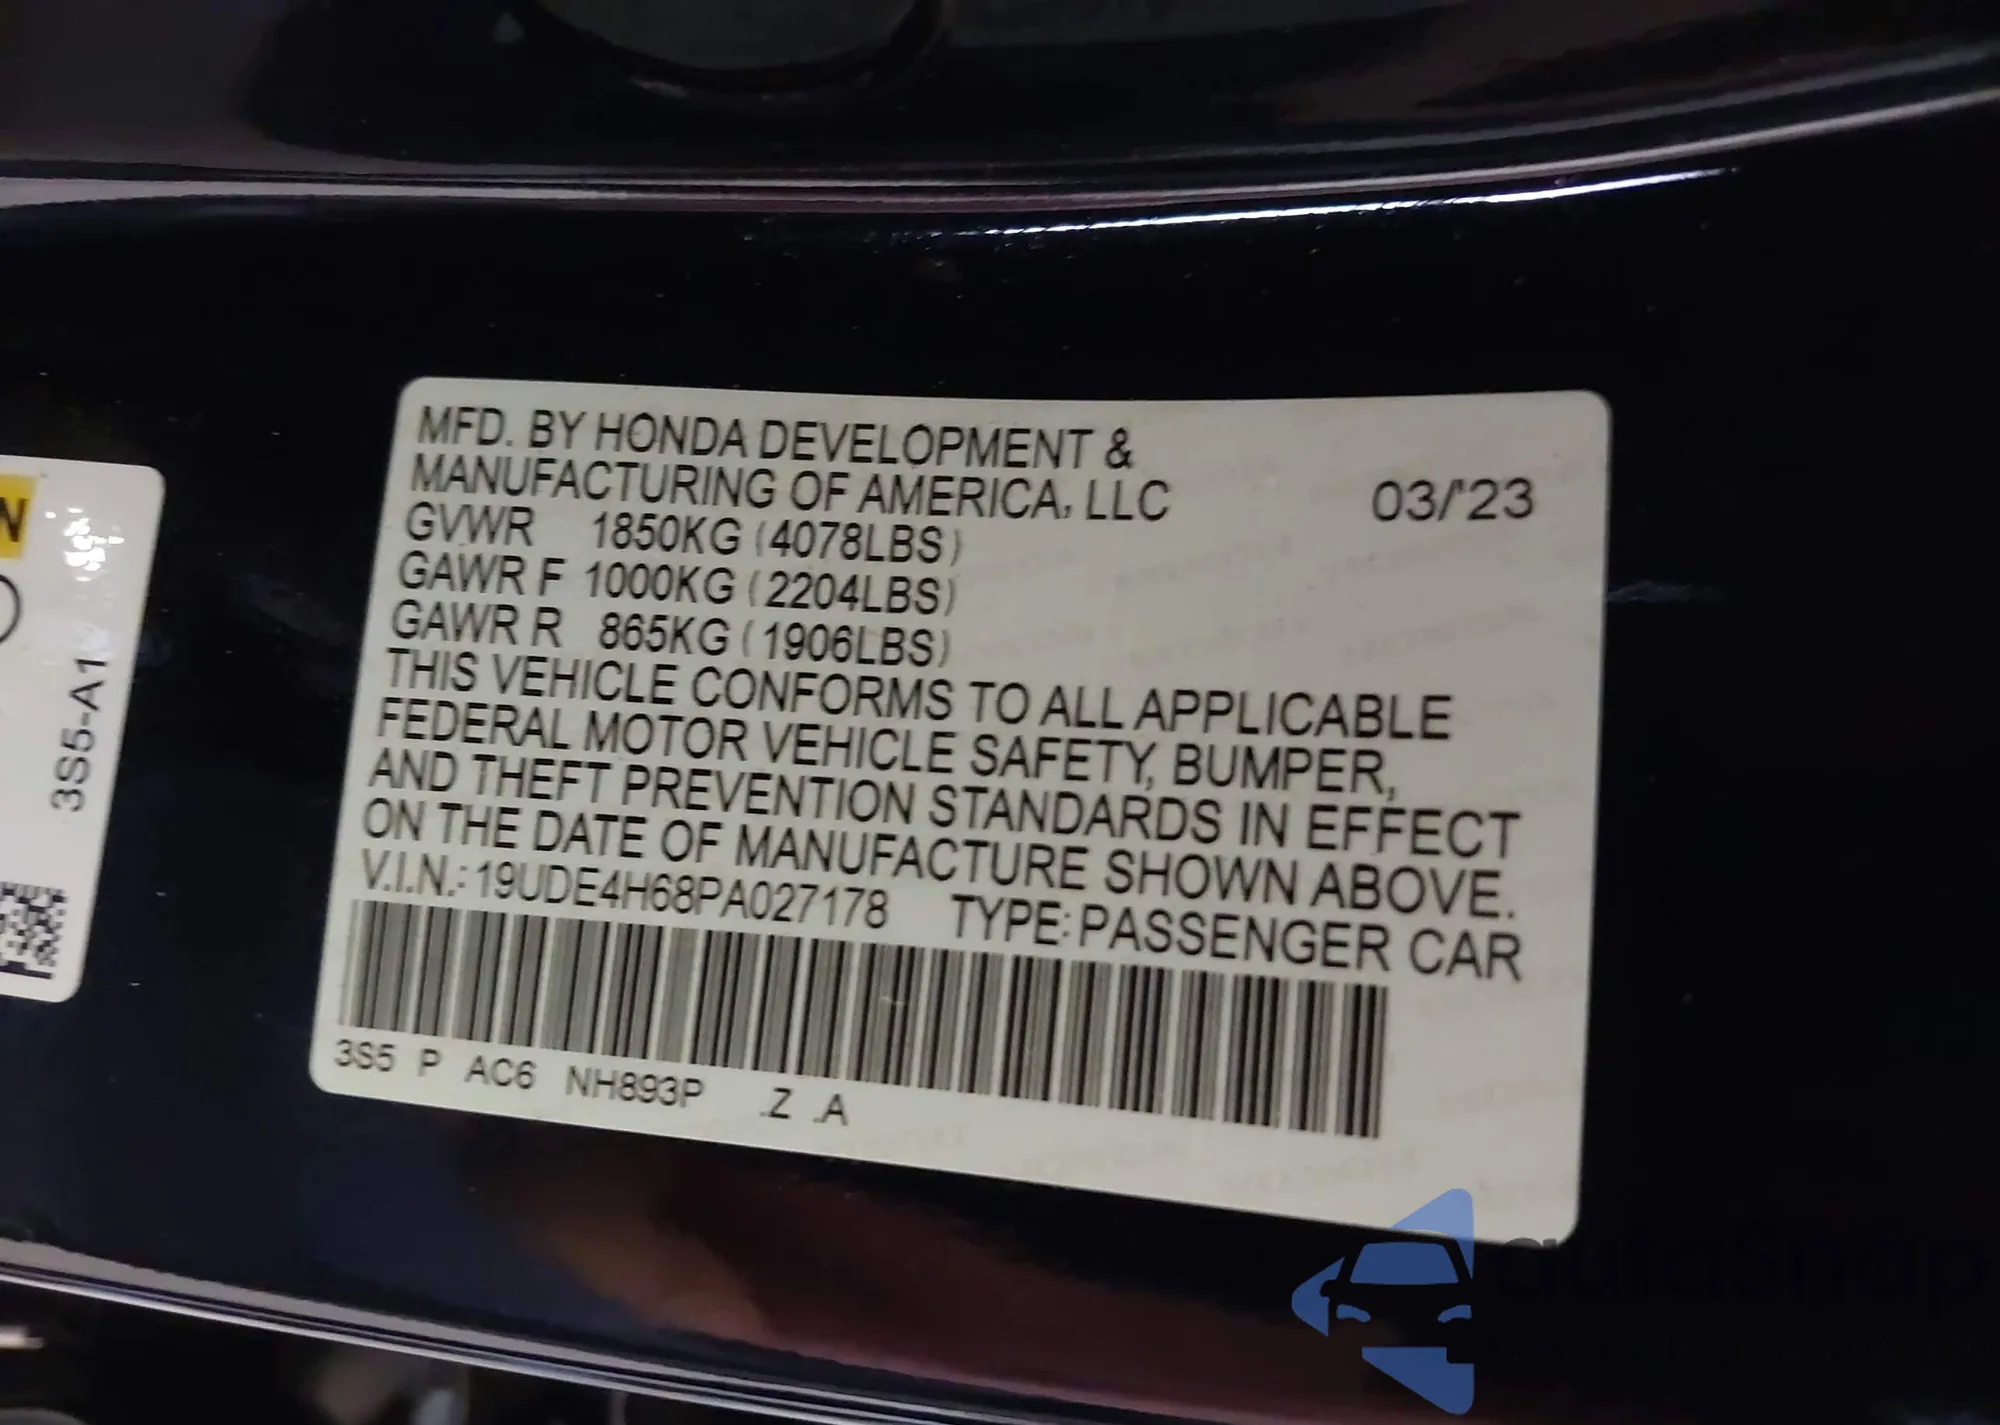 MFD. BY HONDA DEVELOPMENT &
MANUFACTURING OF AMERICA, LLC 03/'23
GVWR 1850KG (4078LBS)
GAWR F 1000KG (2204LBS)
GAWR R 865KG (1906LBS)
THIS VEHICLE CONFORMS TO ALL APPLICABLE
FEDERAL MOTOR VEHICLE SAFETY, BUMPER,
AND THEFT PREVENTION STANDARDS IN EFFECT
ON THE DATE OF MANUFACTURE SHOWN ABOVE.
V.I.N.: 19UDE4H68PA027178 TYPE: PASSENGER CAR
3S5 P AC6 NH893P .Z .A
3S5-A1